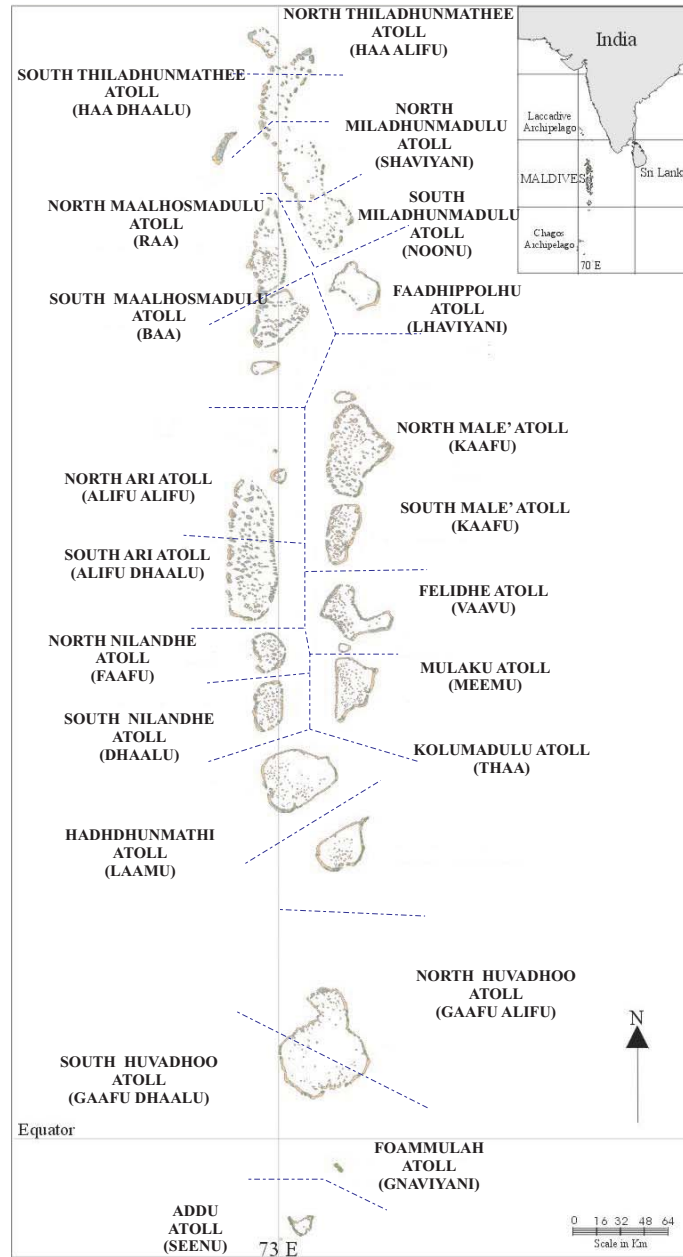 NORTH THILADHUNMATHEE
ATOLL
(HAA ALIFU)
SOUTH THILADHUNMATHEE
ATOLL
(HAA DHAALU)
NORTH
MILADHUNMADULU
ATOLL
(SHAVIYANI)
NORTH MAALHOSMADULU
ATOLL
(RAA)
SOUTH
MILADHUNMADULU
ATOLL
(NOONU)
SOUTH MAALHOSMADULU
ATOLL
(BAA)
FAADHIPPOLHU
ATOLL
(LHAVIYANI)
NORTH MALE' ATOLL
(KAAFU)
NORTH ARI ATOLL
(ALIFU ALIFU)
SOUTH MALE' ATOLL
(KAAFU)
SOUTH ARI ATOLL
(ALIFU DHAALU)
FELIDHE ATOLL
(VAAVU)
NORTH NILANDHE
ATOLL
(FAAFU)
MULAKU ATOLL
(MEEMU)
SOUTH NILANDHE
ATOLL
(DHAALU)
KOLUMADULU ATOLL
(THAA)
HADHDHUNMATHI
ATOLL
(LAAMU)
NORTH HUVADHOO
ATOLL
(GAAFU ALIFU)
SOUTH HUVADHOO
ATOLL
(GAAFU DHAALU)
Equator
FOAMMULAH
ATOLL
(GNAVIYANI)
ADDU
ATOLL
(SEENU)
73 E
India
Laccadive
Archipelago
Sri Lanka
MALDIVES
Chagos
Archipelago
70° E
N
0 16 32 48 64
Scale in Km